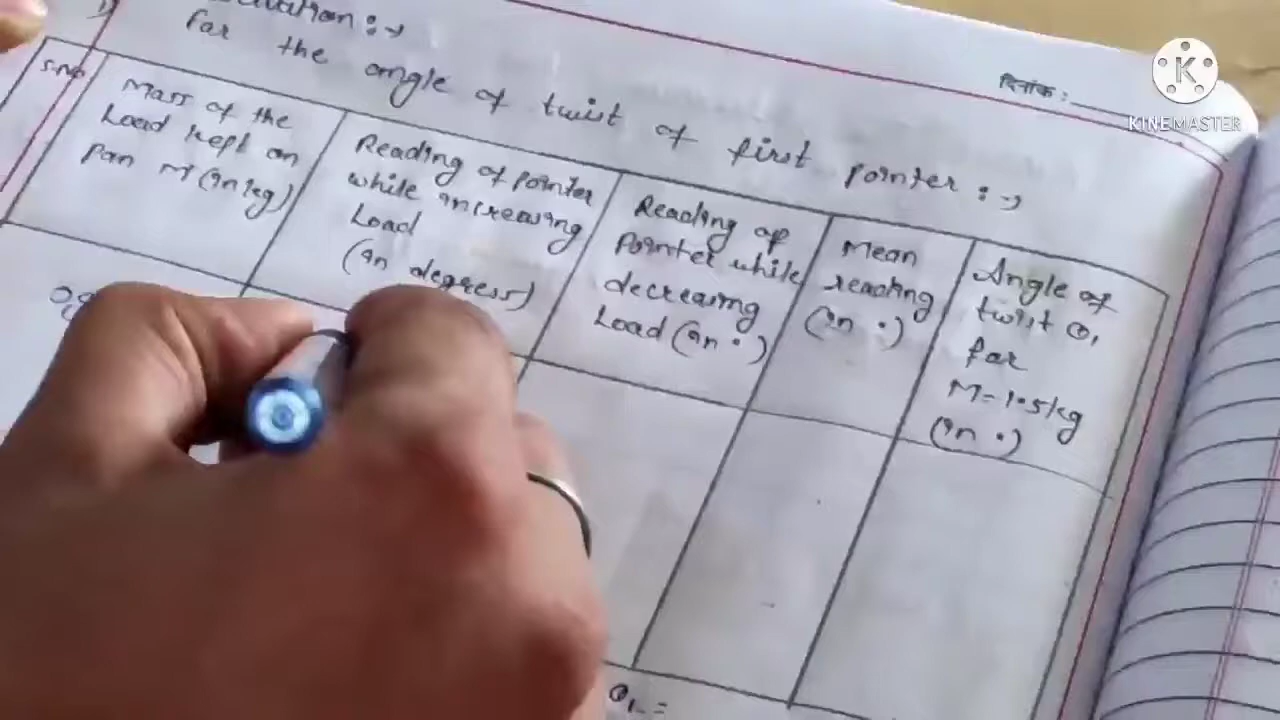 for the angle of twist of first pointer :→
दिनांक :
KINEMASTER
S.No
Mass of the
Load kept on
pan M (in kg)
Reading of pointer
while increasing
Load
(in degress)
Reading of
Pointer while
decreasing
Load (in °)
Mean
reading
(in °)
Angle of
twist θ,
for
M = 1.5 kg
(in °)
θ1 =